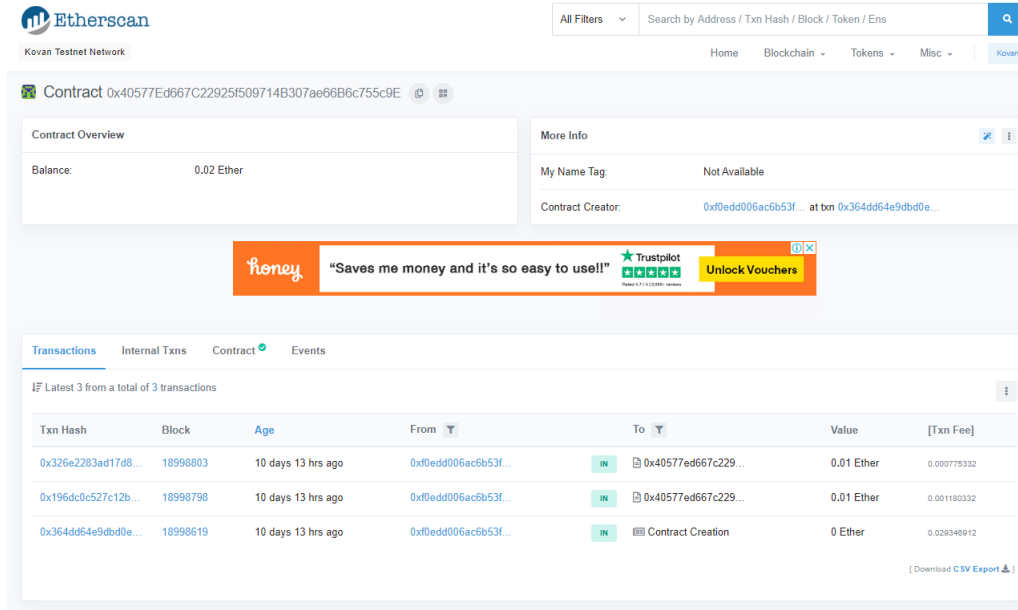 Etherscan
All Filters
Search by Address / Txn Hash / Block / Token / Ens
Kovan Testnet Network
Home Blockchain Tokens Misc Kovan
Contract 0x40577Ed667C22925f509714B307ae66B6c755c9E
Contract Overview
Balance: 0.02 Ether
More Info
My Name Tag: Not Available
Contract Creator: 0xf0edd006ac6b53f... at txn 0x364dd64e9dbd0e...
honey
“Saves me money and it's so easy to use!!”
Trustpilot
Unlock Vouchers
Transactions Internal Txns Contract Events
Latest 3 from a total of 3 transactions
Txn Hash Block Age From To Value [Txn Fee]
0x326e2283ad17d8... 18998803 10 days 13 hrs ago 0xf0edd006ac6b53f... IN 0x40577ed667c229... 0.01 Ether 0.000775332
0x196dc0c527c12b... 18998798 10 days 13 hrs ago 0xf0edd006ac6b53f... IN 0x40577ed667c229... 0.01 Ether 0.001180332
0x364dd64e9dbd0e... 18998619 10 days 13 hrs ago 0xf0edd006ac6b53f... IN Contract Creation 0 Ether 0.029346912
[ Download CSV Export ]